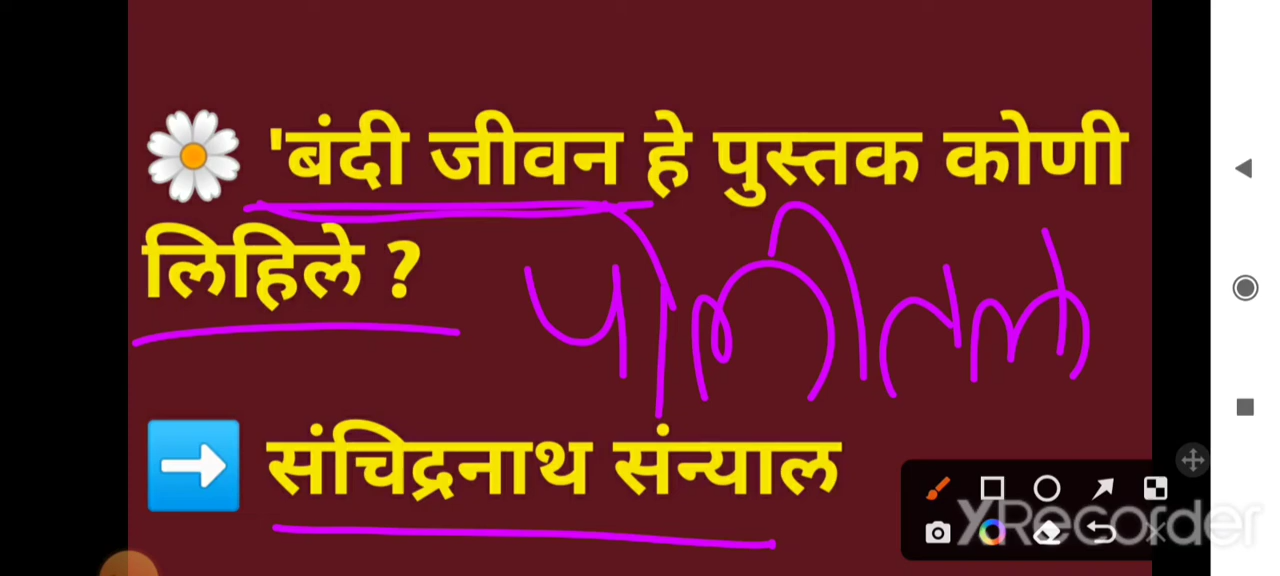 'बंदी जीवन हे पुस्तक कोणी
लिहिले ?
संचिद्रनाथ संन्याल
XRecorder